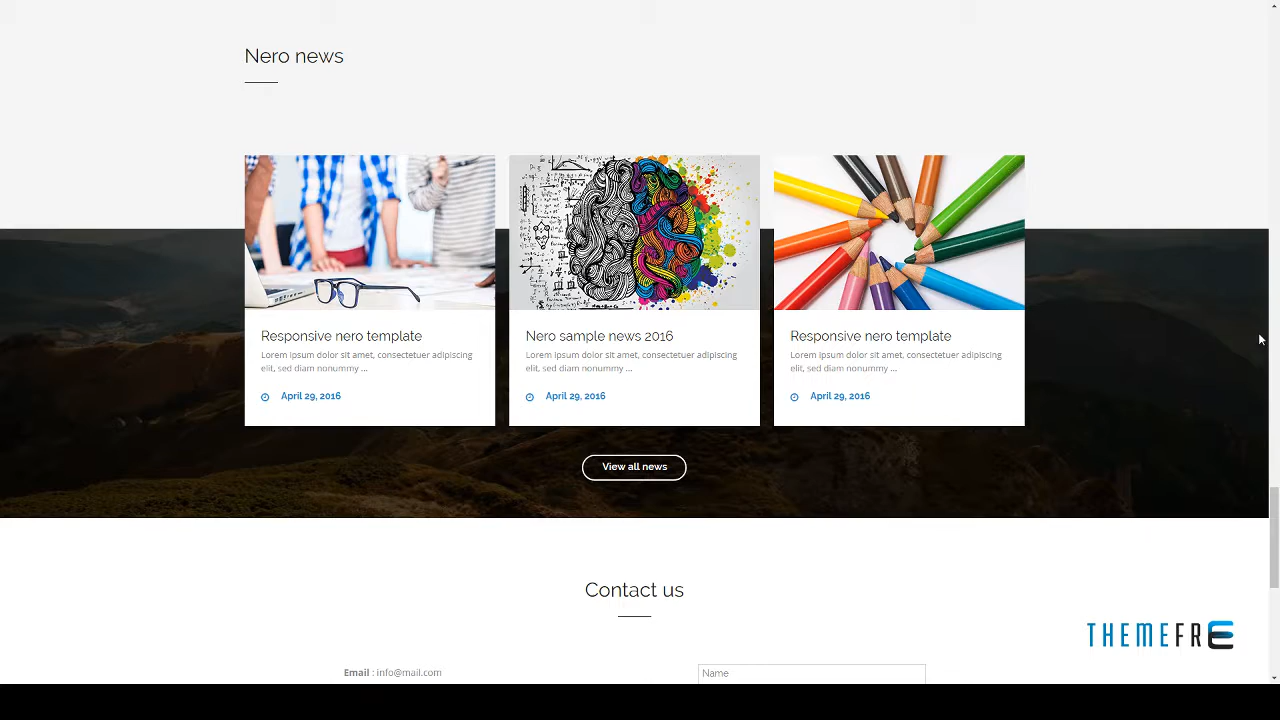 Nero news
Responsive nero template
Lorem ipsum dolor sit amet, consectetuer adipiscing
elit, sed diam nonummy ...
April 29, 2016
Nero sample news 2016
Lorem ipsum dolor sit amet, consectetuer adipiscing
elit, sed diam nonummy ...
April 29, 2016
Responsive nero template
Lorem ipsum dolor sit amet, consectetuer adipiscing
elit, sed diam nonummy ...
April 29, 2016
View all news
Contact us
THEMEFRE
Email : info@mail.com
Name